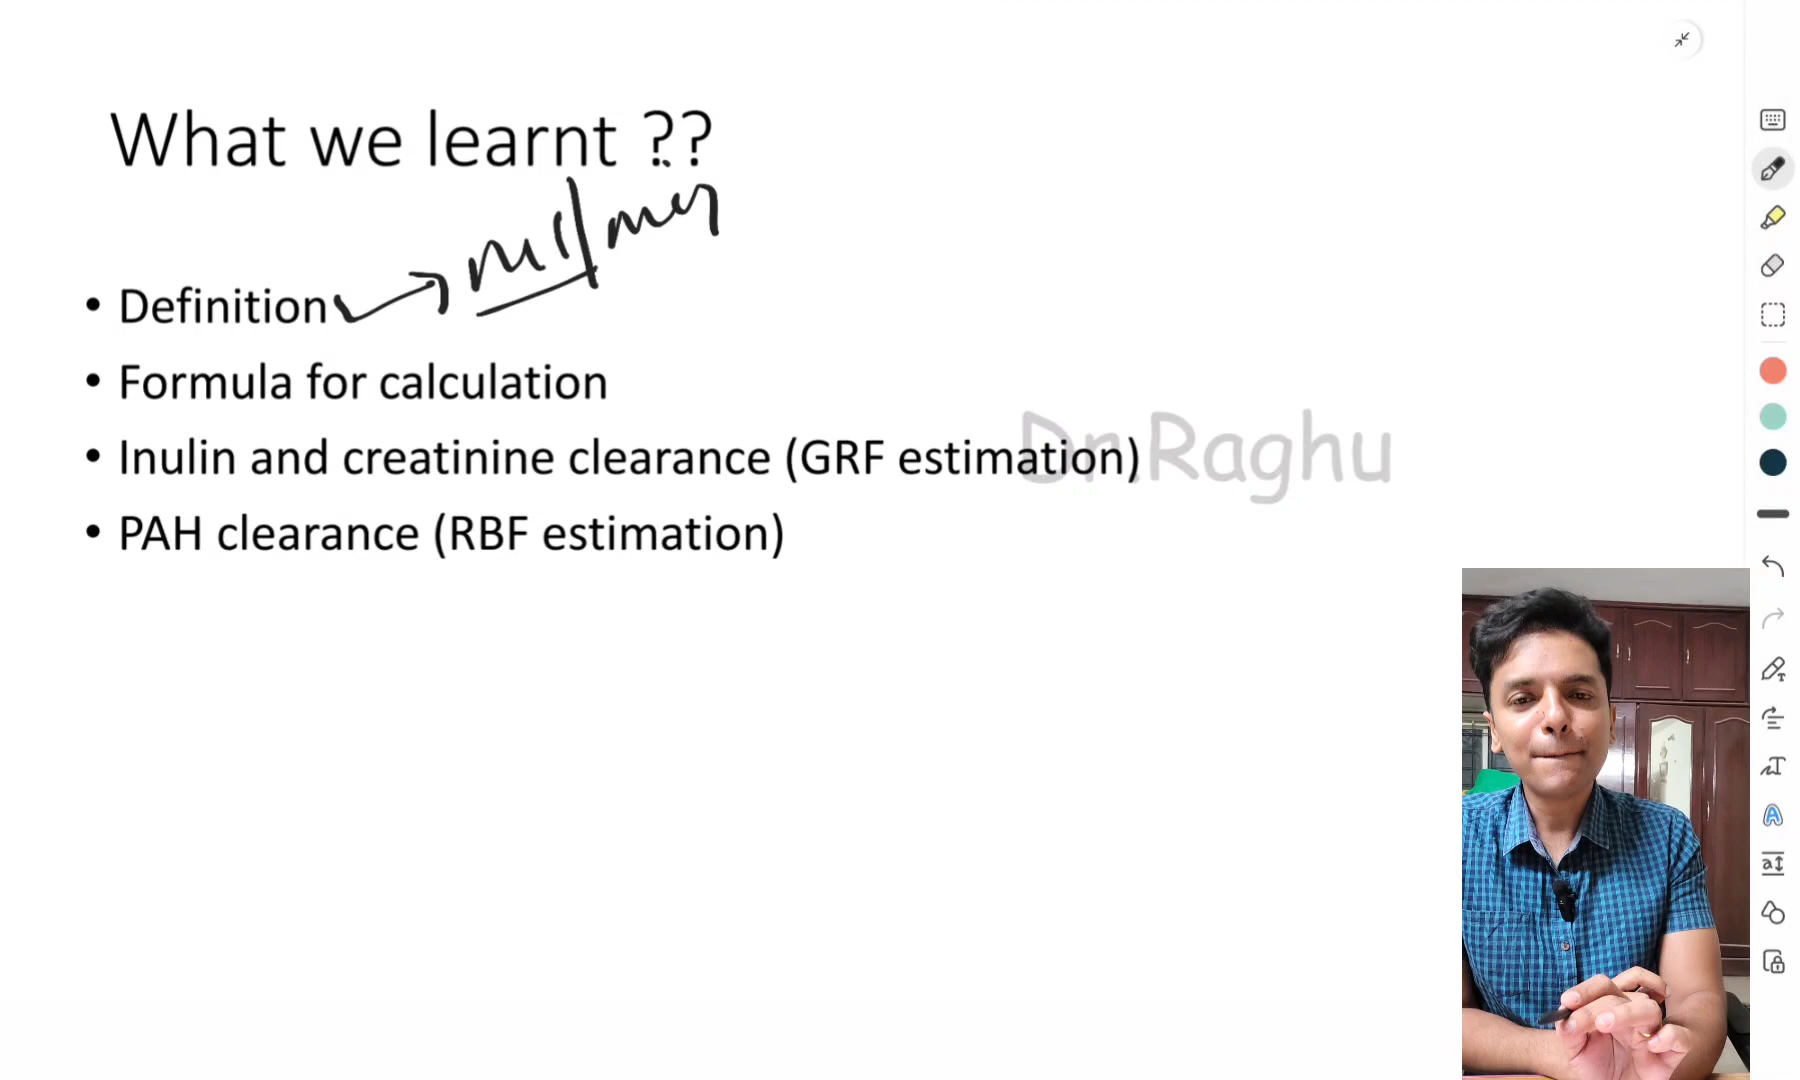 What we learnt ??
ml/min
• Definition
• Formula for calculation
• Inulin and creatinine clearance (GRF estimation)
Dr.Raghu
• PAH clearance (RBF estimation)